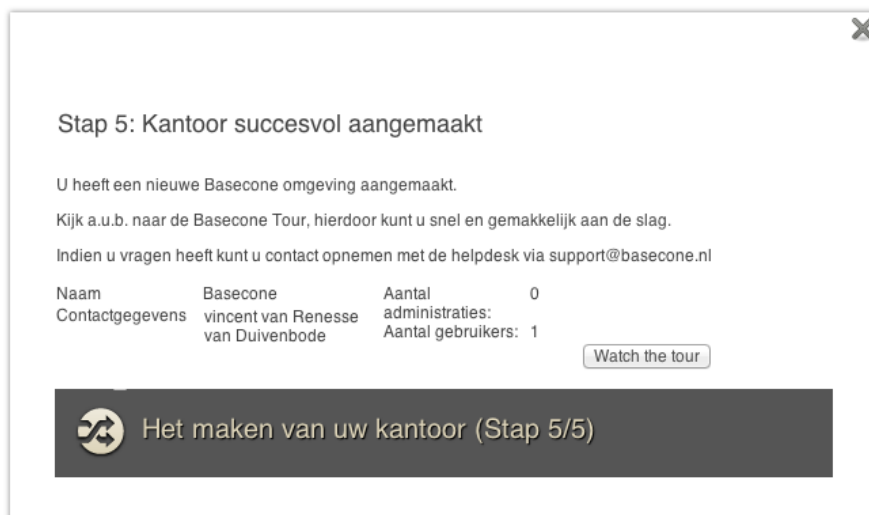 Stap 5: Kantoor succesvol aangemaakt
U heeft een nieuwe Basecone omgeving aangemaakt.
Kijk a.u.b. naar de Basecone Tour, hierdoor kunt u snel en gemakkelijk aan de slag.
Indien u vragen heeft kunt u contact opnemen met de helpdesk via support@basecone.nl
Naam Basecone Aantal administraties: 0
Contactgegevens vincent van Renesse van Duivenbode Aantal gebruikers: 1
Watch the tour
Het maken van uw kantoor (Stap 5/5)